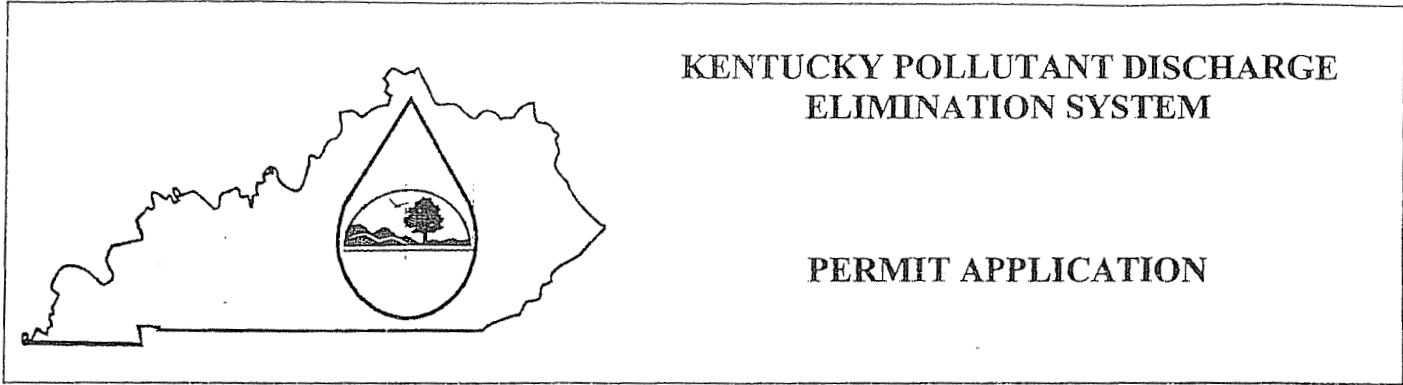 KENTUCKY POLLUTANT DISCHARGE
ELIMINATION SYSTEM
PERMIT APPLICATION